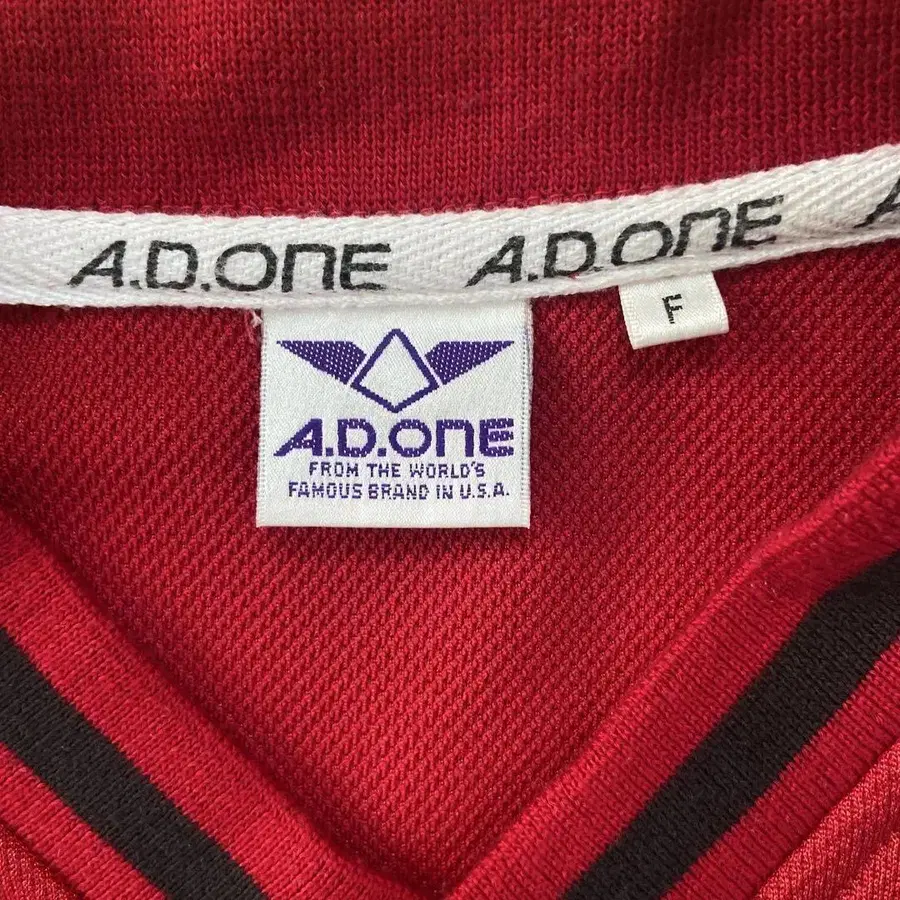 A.D.ONE A.D.ONE A
F
A.D.ONE
FROM THE WORLD'S
FAMOUS BRAND IN U.S.A.